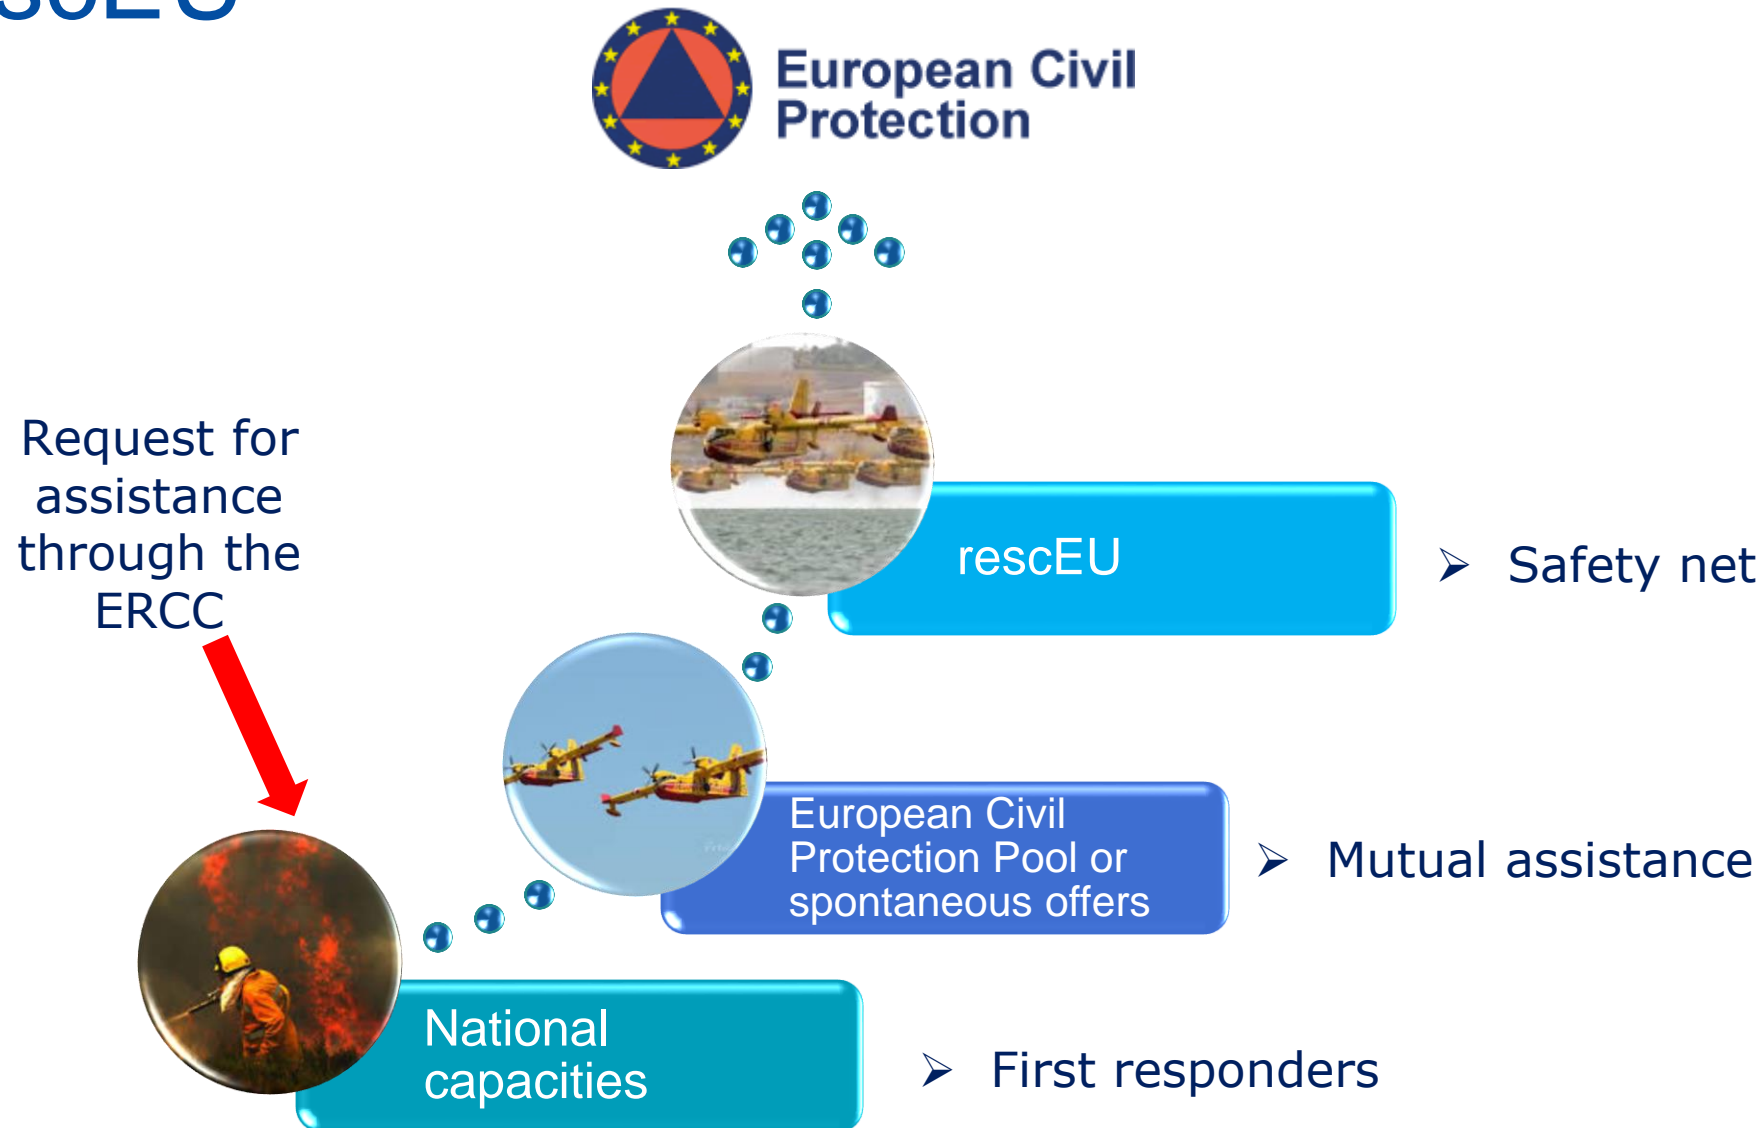 European Civil
Protection
Request for
assistance
through the
ERCC
rescEU
➢ Safety net
European Civil
Protection Pool or
spontaneous offers
➢ Mutual assistance
National
capacities
➢ First responders